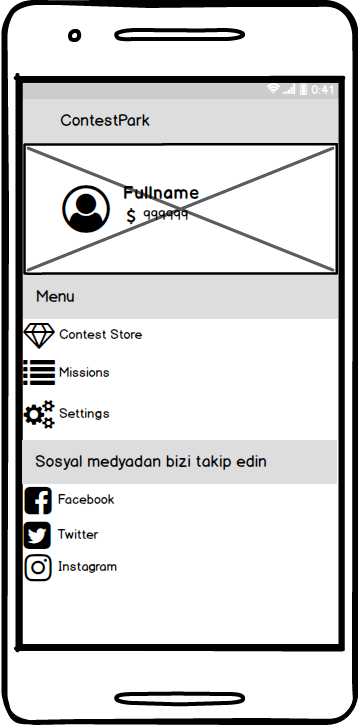 0:41
ContestPark
Fullname
$ 999999
Menu
Contest Store
Missions
Settings
Sosyal medyadan bizi takip edin
Facebook
Twitter
Instagram